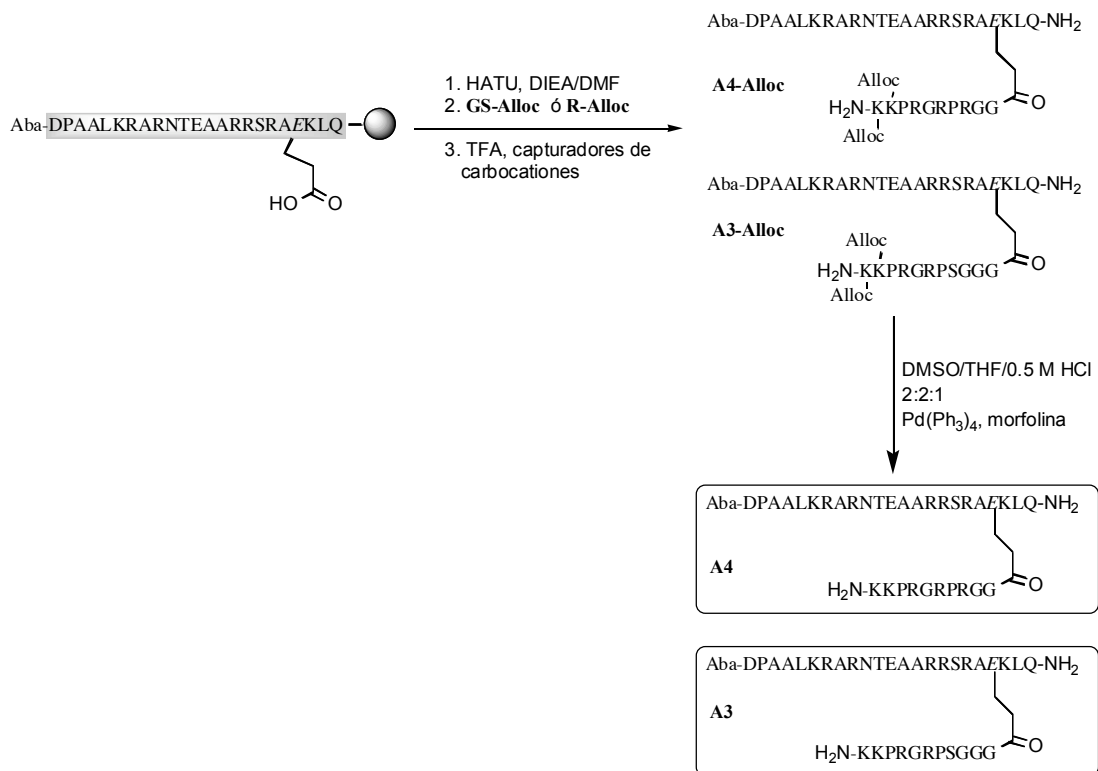 Aba-DPAALKRARNTEAARRSRAEKLQ
HO O
1. HATU, DIEA/DMF
2. GS-Alloc ó R-Alloc
3. TFA, capturadores de
carbocationes
Aba-DPAALKRARNTEAARRSRAEKLQ-NH2
A4-Alloc
Alloc
H2N-KKPRGRPRGG
O
Alloc
Aba-DPAALKRARNTEAARRSRAEKLQ-NH2
A3-Alloc
Alloc
H2N-KKPRGRPSGGG
O
Alloc
DMSO/THF/0.5 M HCl
2:2:1
Pd(Ph3)4, morfolina
Aba-DPAALKRARNTEAARRSRAEKLQ-NH2
A4
H2N-KKPRGRPRGG
O
Aba-DPAALKRARNTEAARRSRAEKLQ-NH2
A3
H2N-KKPRGRPSGGG
O